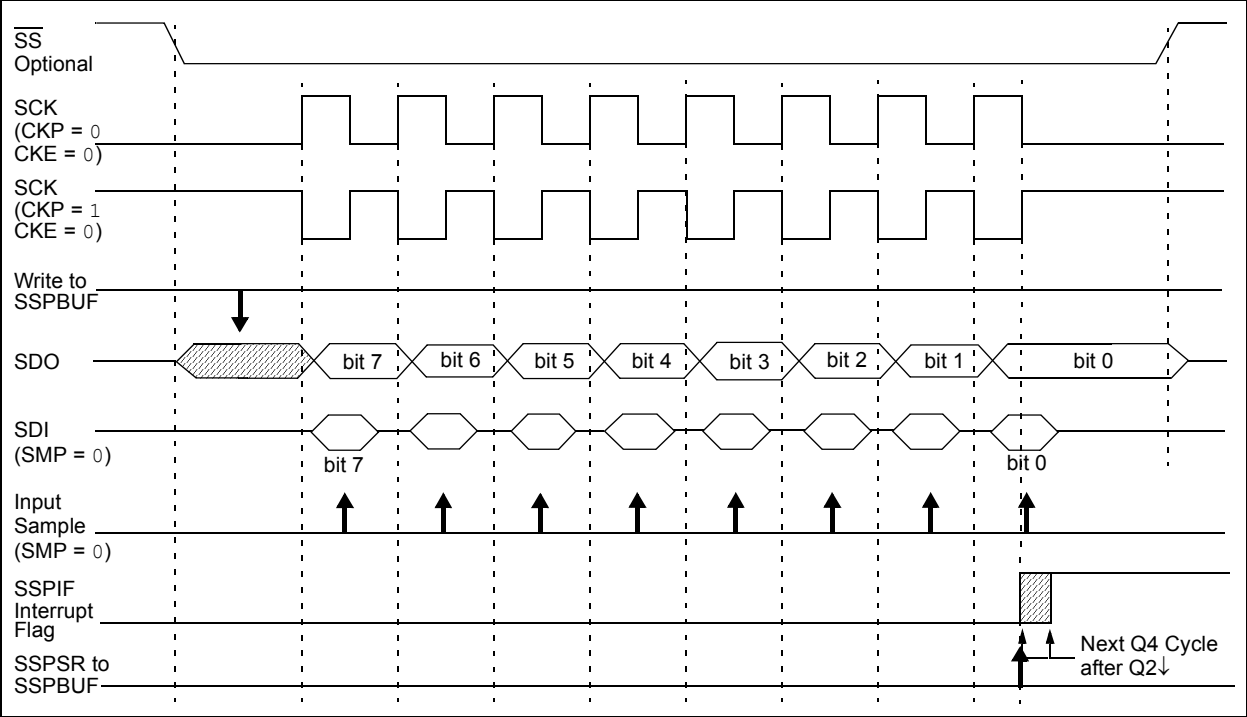 SS
Optional
SCK
(CKP = 0
CKE = 0)
SCK
(CKP = 1
CKE = 0)
Write to
SSPBUF
SDO
bit 7 bit 6 bit 5 bit 4 bit 3 bit 2 bit 1 bit 0
SDI
(SMP = 0)
bit 7 bit 0
Input
Sample
(SMP = 0)
SSPIF
Interrupt
Flag
Next Q4 Cycle
after Q2↓
SSPSR to
SSPBUF